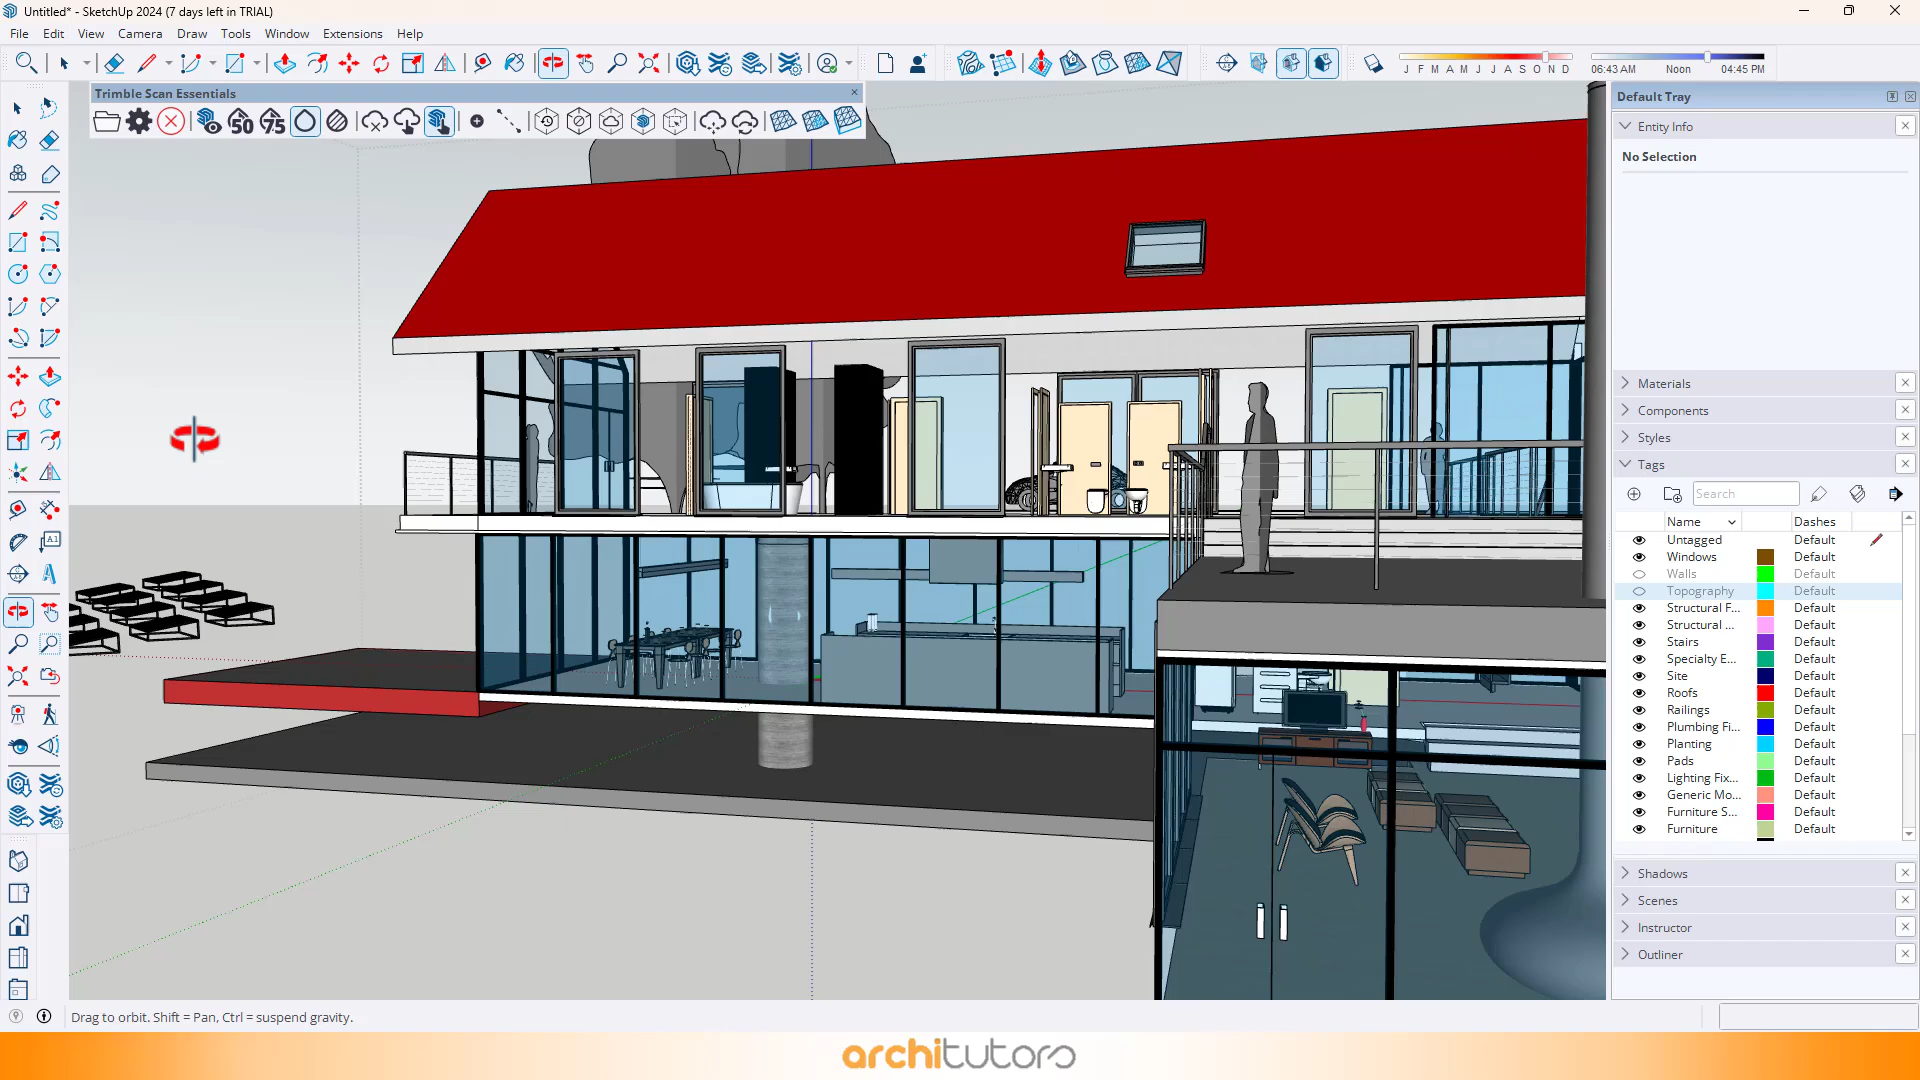 Untitled* - SketchUp 2024 (7 days left in TRIAL)
File Edit View Camera Draw Tools Window Extensions Help
J F M A M J J A S O N D
06:43 AM Noon 04:45 PM
Trimble Scan Essentials
50 75
Default Tray
Entity Info
No Selection
Materials
Components
Styles
Tags
Search
Name Dashes
Untagged Default
Windows Default
Walls Default
Topography Default
Structural F... Default
Structural ... Default
Stairs Default
Specialty E... Default
Site Default
Roofs Default
Railings Default
Plumbing Fi... Default
Planting Default
Pads Default
Lighting Fix... Default
Generic Mo... Default
Furniture S... Default
Furniture Default
Shadows
Scenes
Instructor
Outliner
Drag to orbit. Shift = Pan, Ctrl = suspend gravity.
architutors